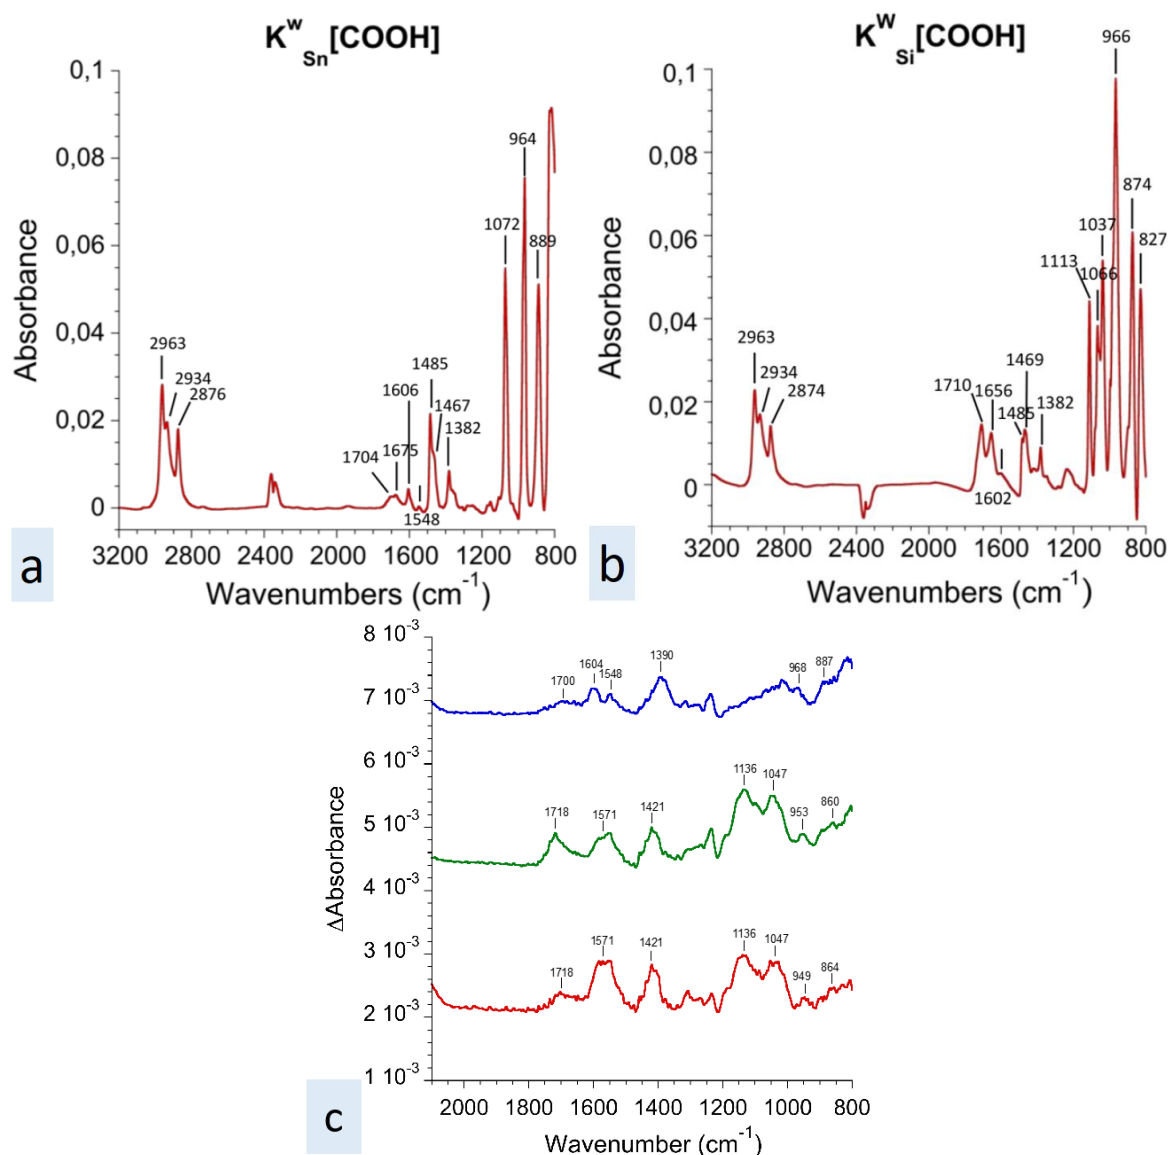 K^w_Sn[COOH]
K^W_Si[COOH]
Absorbance
0,1
0,08
0,06
0,04
0,02
0
2963
2934
2876
1704
1675
1606
1548
1485
1467
1382
1072
964
889
3200 2800 2400 2000 1600 1200 800
Wavenumbers (cm^-1)
a
Absorbance
0,1
0,08
0,06
0,04
0,02
0
2963
2934
2874
1710
1656
1602
1485
1469
1382
1113
1066
1037
966
874
827
3200 2800 2400 2000 1600 1200 800
Wavenumbers (cm^-1)
b
ΔAbsorbance
8 10^-3
7 10^-3
6 10^-3
5 10^-3
4 10^-3
3 10^-3
2 10^-3
1 10^-3
1700 1604 1548 1390 968 887
1718 1571 1421 1136 1047 953 860
1718 1571 1421 1136 1047 949 864
2000 1800 1600 1400 1200 1000 800
Wavenumber (cm^-1)
c